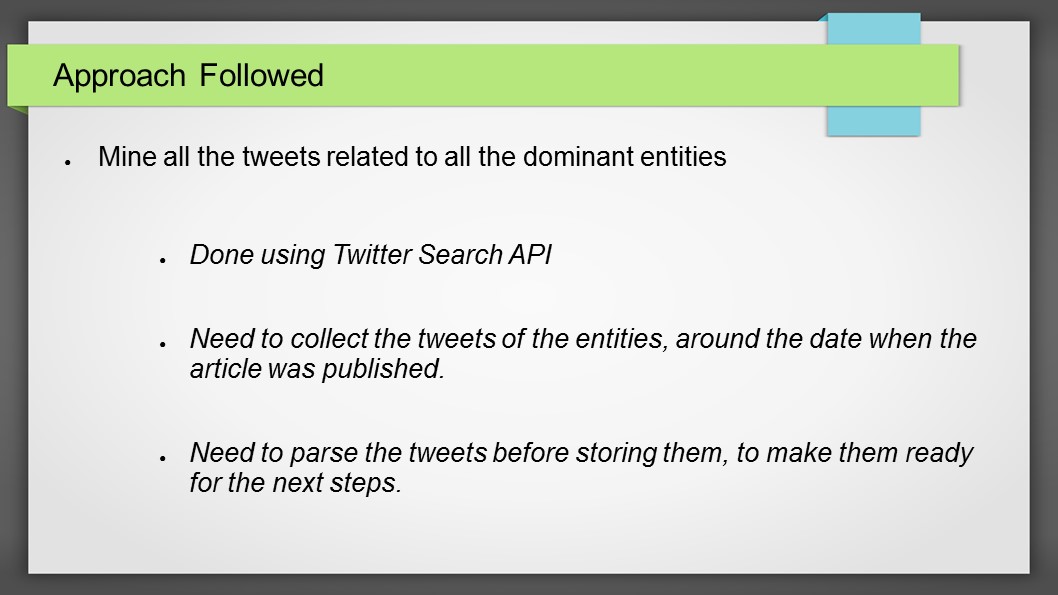 Approach Followed
● Mine all the tweets related to all the dominant entities
● Done using Twitter Search API
● Need to collect the tweets of the entities, around the date when the
article was published.
● Need to parse the tweets before storing them, to make them ready
for the next steps.